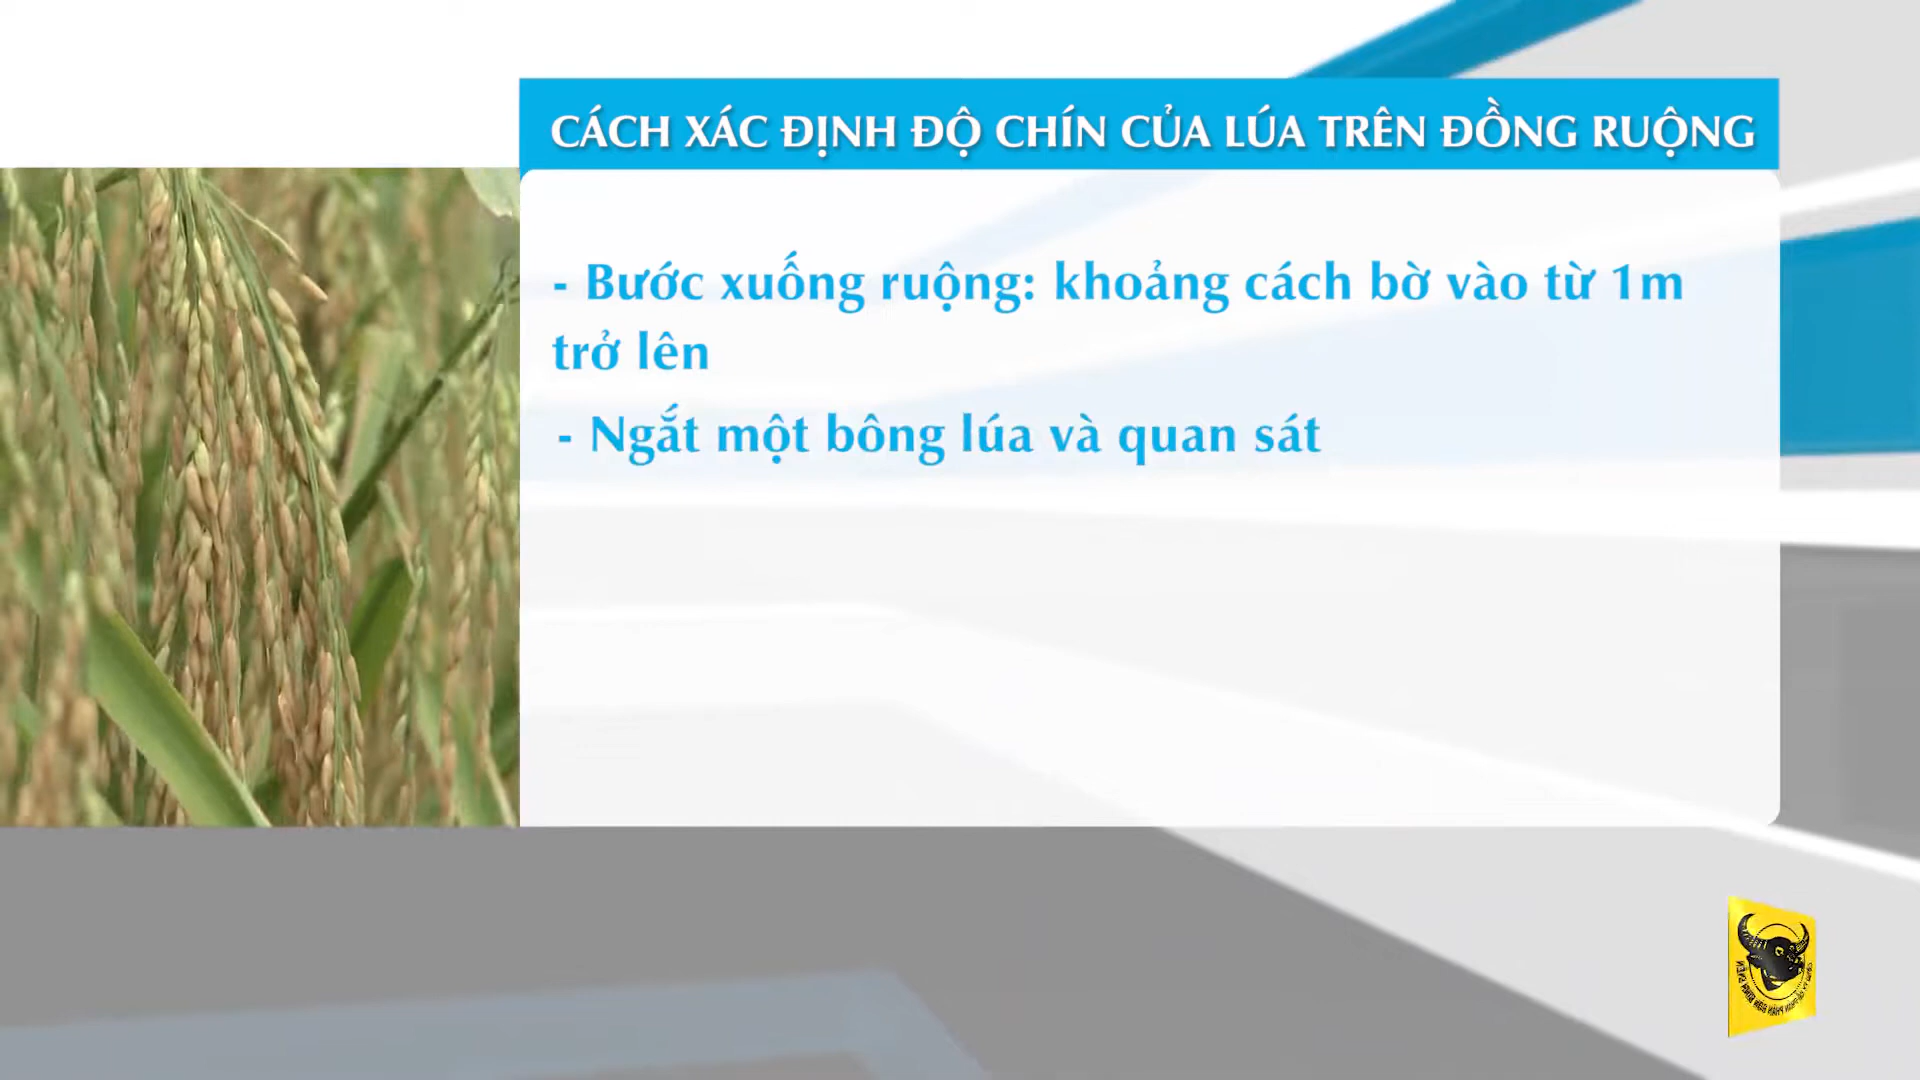 CÁCH XÁC ĐỊNH ĐỘ CHÍN CỦA LÚA TRÊN ĐỒNG RUỘNG
- Bước xuống ruộng: khoảng cách bờ vào từ 1m
trở lên
- Ngắt một bông lúa và quan sát